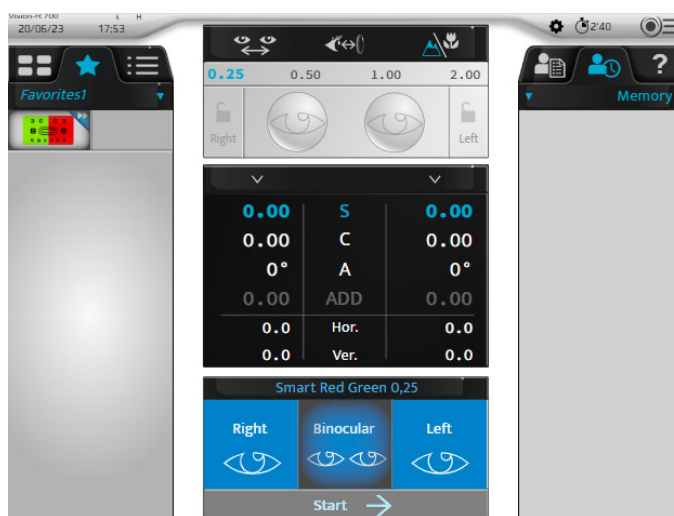 Vision-R 700
20/06/23 17:53
2'40
?
Favorites1
Memory
0.25 0.50 1.00 2.00
Right Left
0.00 S 0.00
0.00 C 0.00
0° A 0°
0.00 ADD 0.00
0.0 Hor. 0.0
0.0 Ver. 0.0
Smart Red Green 0,25
Right Binocular Left
Start